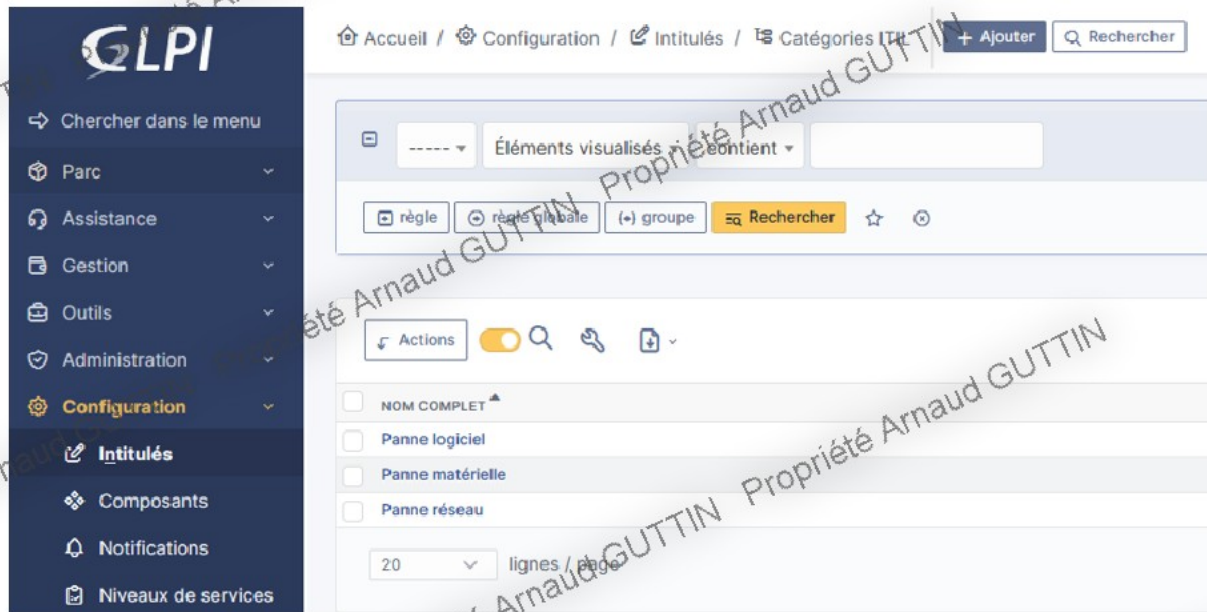 GLPI
Accueil / Configuration / Intitulés / Catégories ITIL
+ Ajouter
Rechercher
Chercher dans le menu
Parc
Assistance
Gestion
Outils
Administration
Configuration
Intitulés
Composants
Notifications
Niveaux de services
----- Éléments visualisés contient
règle
règle globale
(+) groupe
Rechercher
Actions
NOM COMPLET
Panne logiciel
Panne matérielle
Panne réseau
20 lignes / page
Propriété Arnaud GUTTIN
Propriété Arnaud GUTTIN
Arnaud GUTTIN
Arnaud GUTTIN